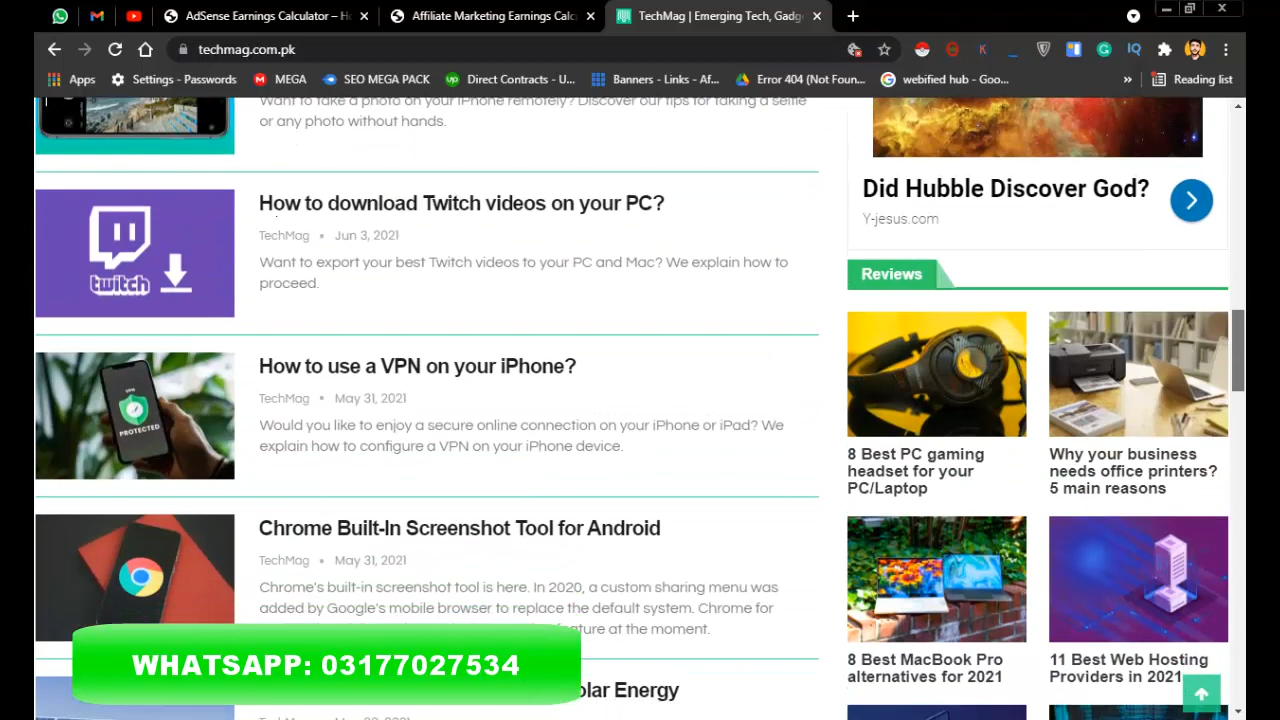 AdSense Earnings Calculator – Ho
Affiliate Marketing Earnings Calc
TechMag | Emerging Tech, Gadg
techmag.com.pk
Apps
Settings - Passwords
MEGA
SEO MEGA PACK
Direct Contracts - U...
Banners - Links - Af...
Error 404 (Not Foun...
webified hub - Goo...
»
Reading list
Want to take a photo on your iPhone remotely? Discover our tips for taking a selfie
or any photo without hands.
How to download Twitch videos on your PC?
TechMag • Jun 3, 2021
Want to export your best Twitch videos to your PC and Mac? We explain how to
proceed.
twitch
How to use a VPN on your iPhone?
TechMag • May 31, 2021
Would you like to enjoy a secure online connection on your iPhone or iPad? We
explain how to configure a VPN on your iPhone device.
VPN
PROTECTED
Chrome Built-In Screenshot Tool for Android
TechMag • May 31, 2021
Chrome's built-in screenshot tool is here. In 2020, a custom sharing menu was
added by Google's mobile browser to replace the default system. Chrome for
ature at the moment.
olar Energy
WHATSAPP: 03177027534
Did Hubble Discover God?
Y-jesus.com
Reviews
8 Best PC gaming
headset for your
PC/Laptop
Why your business
needs office printers?
5 main reasons
8 Best MacBook Pro
alternatives for 2021
11 Best Web Hosting
Providers in 2021